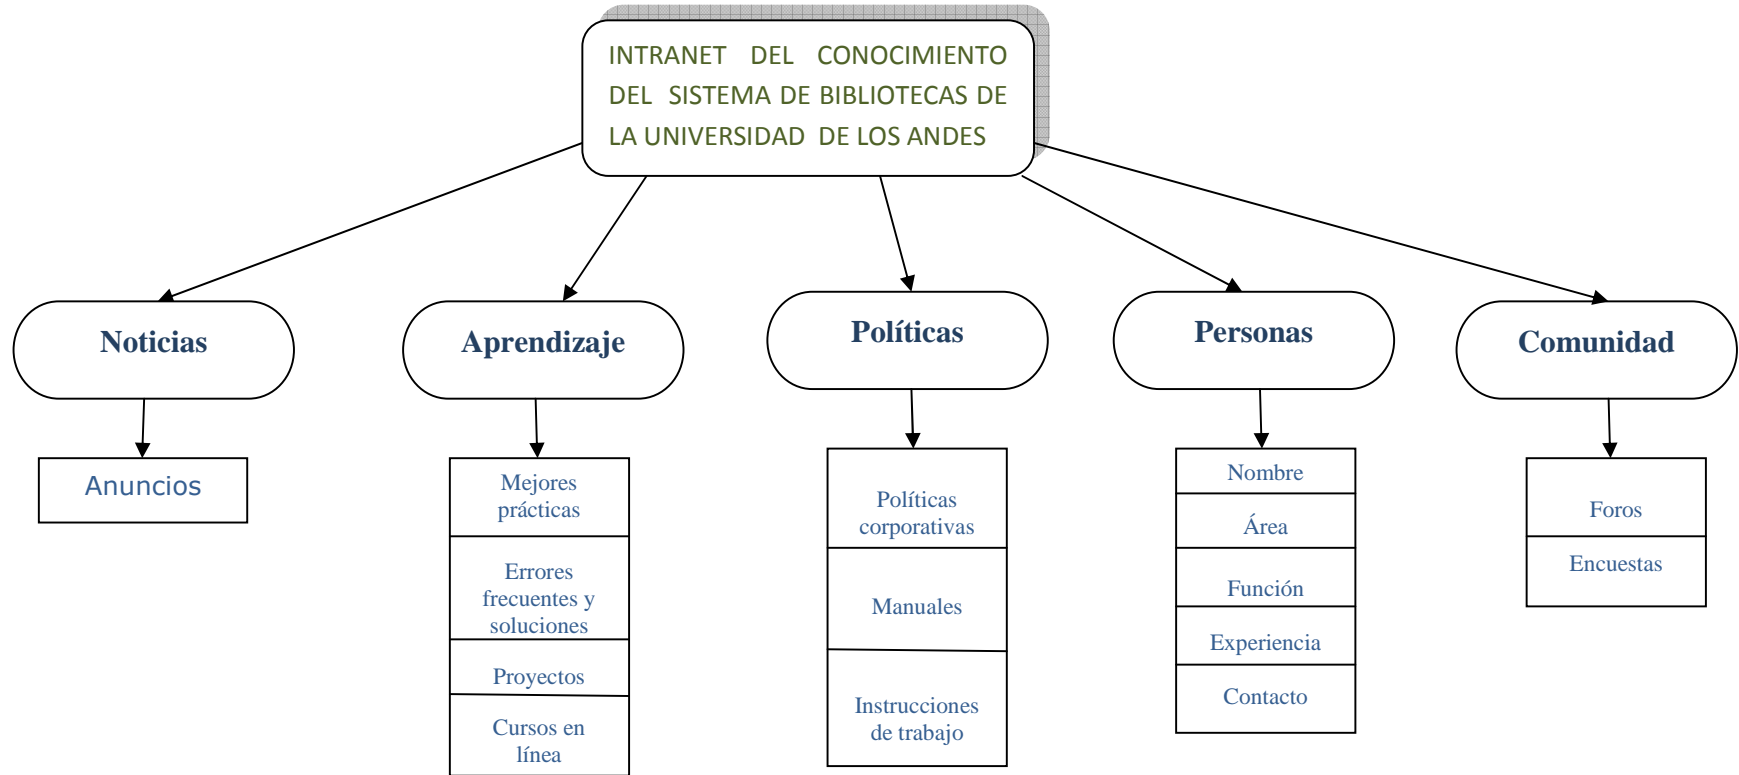 INTRANET DEL CONOCIMIENTO
DEL SISTEMA DE BIBLIOTECAS DE
LA UNIVERSIDAD DE LOS ANDES
Noticias
Aprendizaje
Políticas
Personas
Comunidad
Anuncios
Mejores
prácticas
Errores
frecuentes y
soluciones
Proyectos
Cursos en
línea
Políticas
corporativas
Manuales
Instrucciones
de trabajo
Nombre
Área
Función
Experiencia
Contacto
Foros
Encuestas